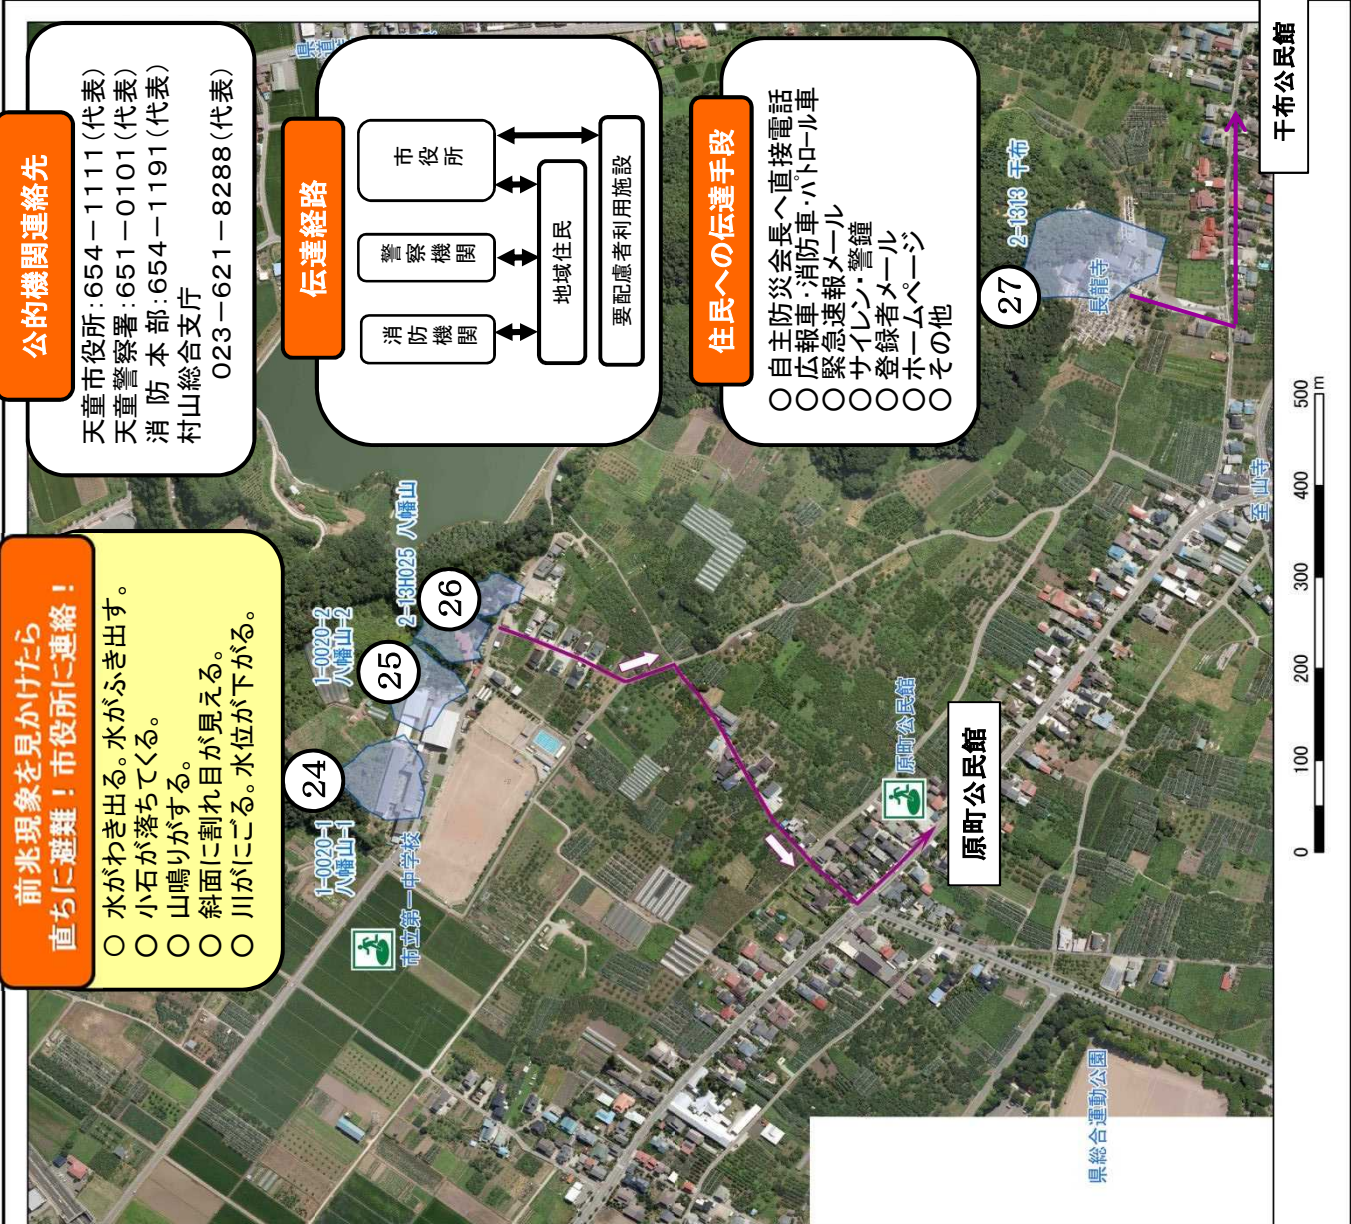 前兆現象を見かけたら
直ちに避難！市役所に連絡！
○ 水がわき出る。水がふき出す。
○ 小石が落ちてくる。
○ 山鳴りがする。
○ 斜面に割れ目が見える。
○ 川がにごる。水位が下がる。
公的機関連絡先
天童市役所:654－1111(代表)
天童警察署:651－0101(代表)
消防本部:654－1191(代表)
村山総合支庁
023－621－8288(代表)
伝達経路
消防機関
警察機関
市役所
地域住民
要配慮者利用施設
住民への伝達手段
○自主防災会長へ直接電話
○広報車・消防車・パトロール車
○緊急速報メール
○サイレン・警鐘
○登録者メール
○ホームページ
○その他
24
1-0020-1
八幡山-1
市立第一中学校
25
1-0020-2
八幡山-2
26
2-13H025 八幡山
27
2-1313 干布
長龍寺
原町公民館
原町公民館
干布公民館
至 山寺
県総合運動公園
0 100 200 300 400 500
m